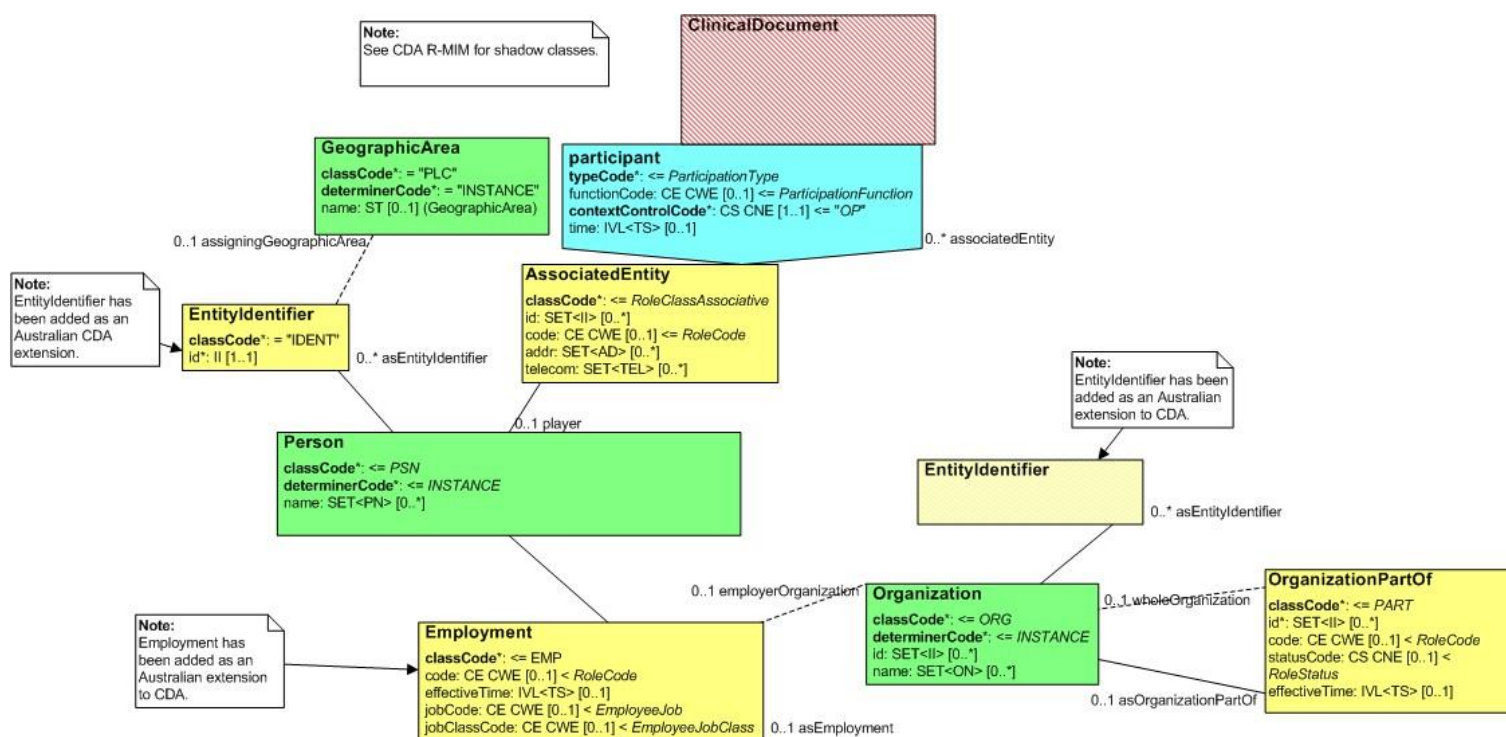 ClinicalDocument
Note:
See CDA R-MIM for shadow classes.
GeographicArea
classCode*: = "PLC"
determinerCode*: = "INSTANCE"
name: ST [0..1] (GeographicArea)
participant
typeCode*: <= ParticipationType
functionCode: CE CWE [0..1] <= ParticipationFunction
contextControlCode*: CS CNE [1..1] <= "OP"
time: IVL<TS> [0..1]
0..1 assigningGeographicArea
0..* associatedEntity
Note:
EntityIdentifier has
been added as an
Australian CDA
extension.
EntityIdentifier
classCode*: = "IDENT"
id*: II [1..1]
0..* asEntityIdentifier
AssociatedEntity
classCode*: <= RoleClassAssociative
id: SET<II> [0..*]
code: CE CWE [0..1] <= RoleCode
addr: SET<AD> [0..*]
telecom: SET<TEL> [0..*]
Note:
EntityIdentifier has been
added as an Australian
extension to CDA.
0..1 player
Person
classCode*: <= PSN
determinerCode*: <= INSTANCE
name: SET<PN> [0..*]
EntityIdentifier
0..* asEntityIdentifier
0..1 employerOrganization
Organization
classCode*: <= ORG
determinerCode*: <= INSTANCE
id: SET<II> [0..*]
name: SET<ON> [0..*]
0..1 wholeOrganization
OrganizationPartOf
classCode*: <= PART
id*: SET<II> [0..*]
code: CE CWE [0..1] < RoleCode
statusCode: CS CNE [0..1] <
RoleStatus
effectiveTime: IVL<TS> [0..1]
0..1 asOrganizationPartOf
Note:
Employment has
been added as an
Australian extension
to CDA.
Employment
classCode*: <= EMP
code: CE CWE [0..1] < RoleCode
effectiveTime: IVL<TS> [0..1]
jobCode: CE CWE [0..1] < EmployeeJob
jobClassCode: CE CWE [0..1] < EmployeeJobClass
0..1 asEmployment